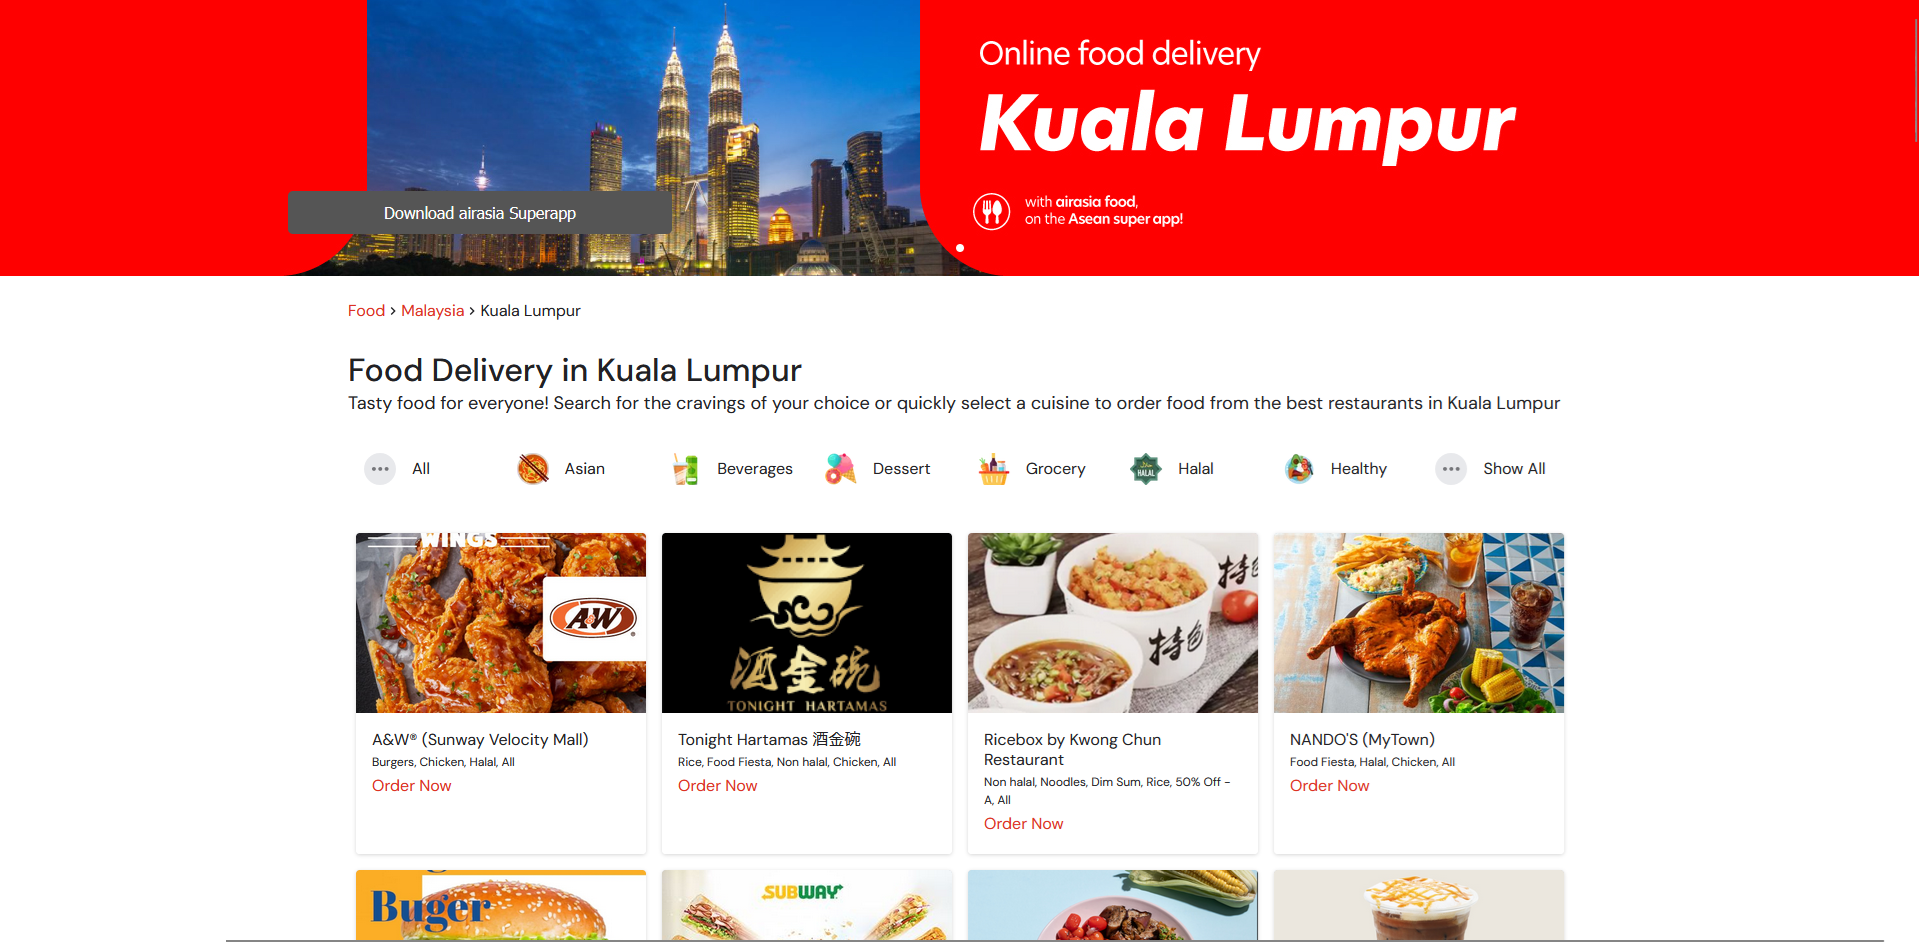 Online food delivery
Kuala Lumpur
Download airasia Superapp
with airasia food,
on the Asean super app!
Food > Malaysia > Kuala Lumpur
Food Delivery in Kuala Lumpur
Tasty food for everyone! Search for the cravings of your choice or quickly select a cuisine to order food from the best restaurants in Kuala Lumpur
All
Asian
Beverages
Dessert
Grocery
HALAL
Halal
Healthy
Show All
WINGS
A&W®
酒金碗
TONIGHT HARTAMAS
特色
特色
A&W® (Sunway Velocity Mall)
Burgers, Chicken, Halal, All
Order Now
Tonight Hartamas 酒金碗
Rice, Food Fiesta, Non halal, Chicken, All
Order Now
Ricebox by Kwong Chun
Restaurant
Non halal, Noodles, Dim Sum, Rice, 50% Off -
A, All
Order Now
NANDO'S (MyTown)
Food Fiesta, Halal, Chicken, All
Order Now
Buger
SUBWAY